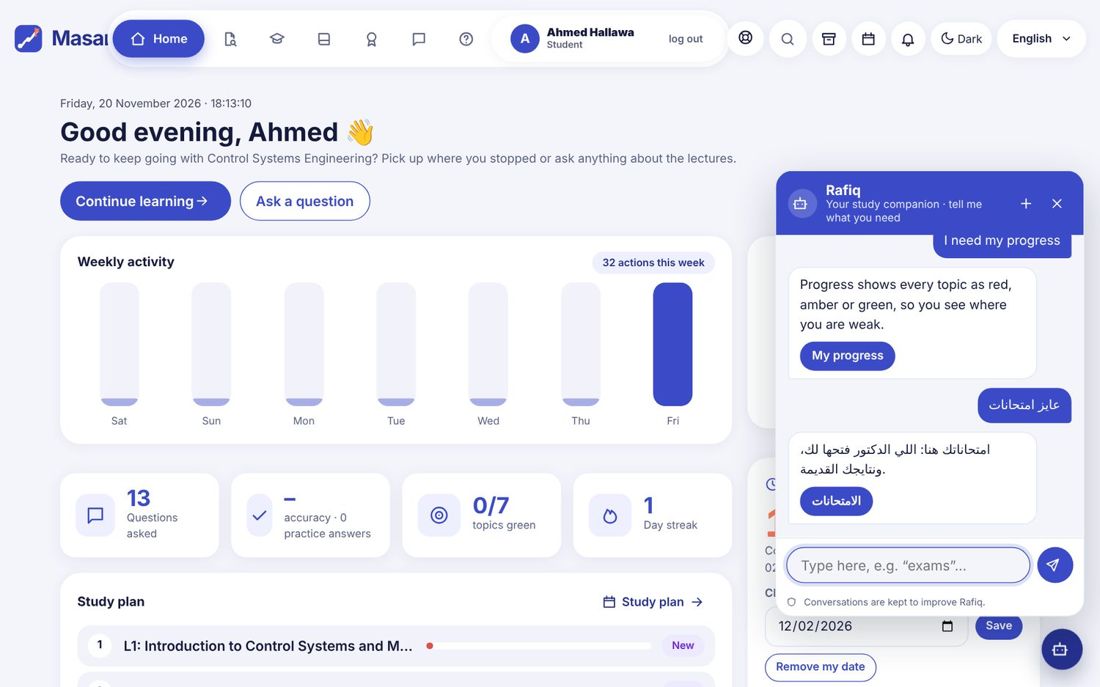 Masar
Home
A
Ahmed Hallawa
Student
log out
Dark
English
Friday, 20 November 2026 · 18:13:10
Good evening, Ahmed 👋
Ready to keep going with Control Systems Engineering? Pick up where you stopped or ask anything about the lectures.
Continue learning →
Ask a question
Weekly activity
32 actions this week
Sat Sun Mon Tue Wed Thu Fri
13
Questions
asked
–
accuracy · 0
practice answers
0/7
topics green
1
Day streak
Study plan
Study plan →
1 L1: Introduction to Control Systems and M... New
Rafiq
Your study companion · tell me
what you need
I need my progress
Progress shows every topic as red,
amber or green, so you see where
you are weak.
My progress
عايز امتحانات
امتحاناتك هنا: اللي الدكتور فتحها لك،
ونتايجك القديمة.
الامتحانات
Type here, e.g. “exams”...
Conversations are kept to improve Rafiq.
12/02/2026
Save
Remove my date